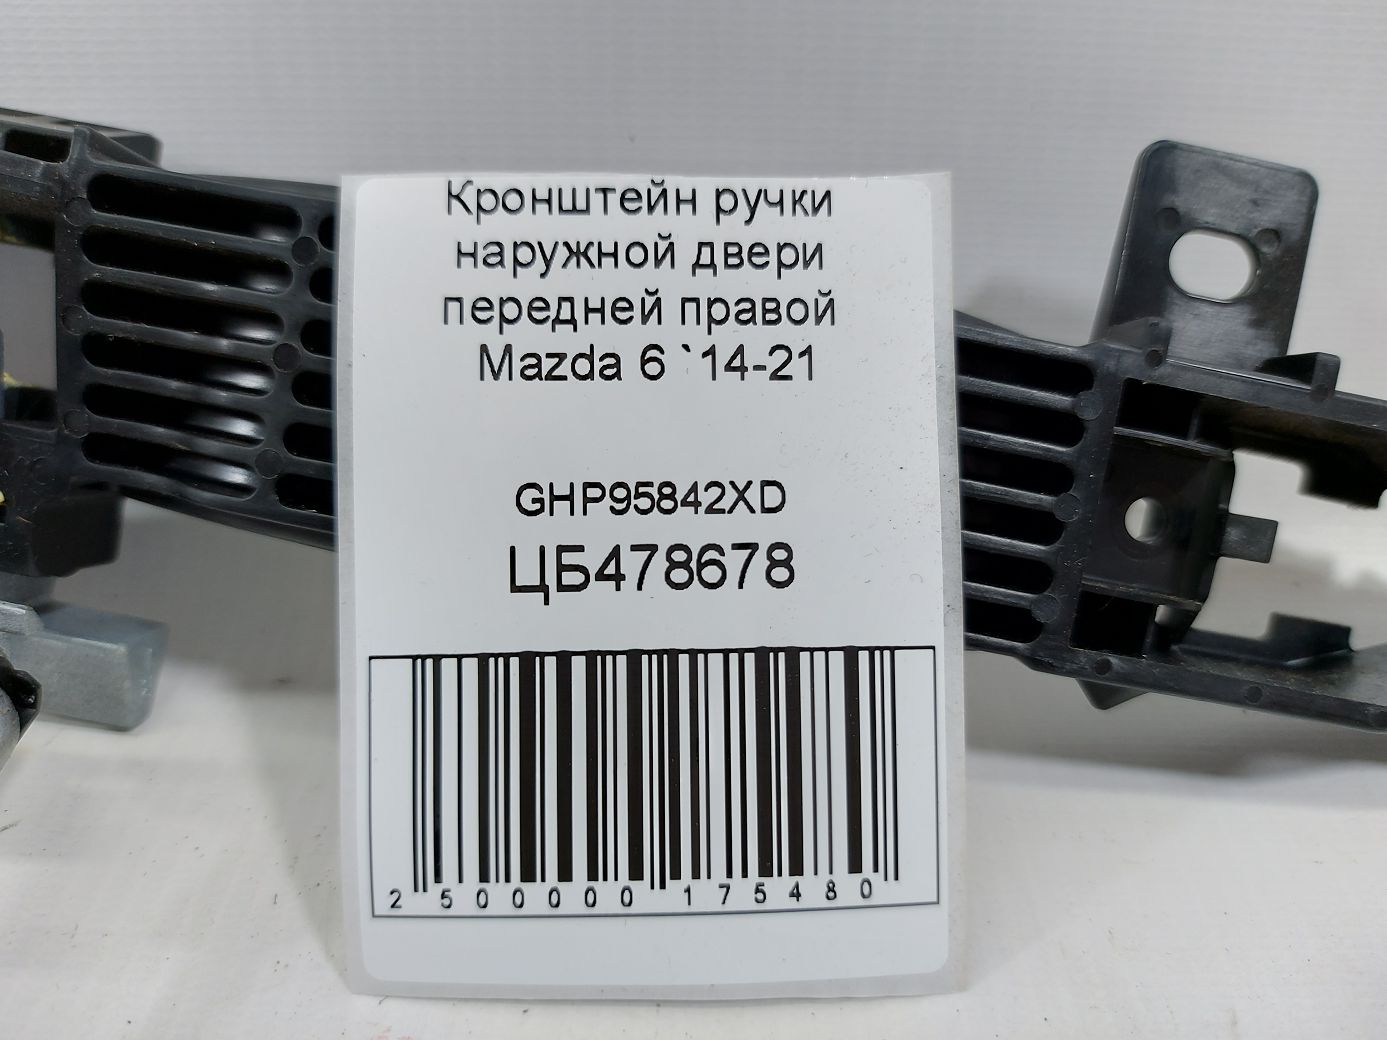 Кронштейн ручки
наружной двери
передней правой
Mazda 6 `14-21
GHP95842XD
ЦБ478678
2 500000 175480